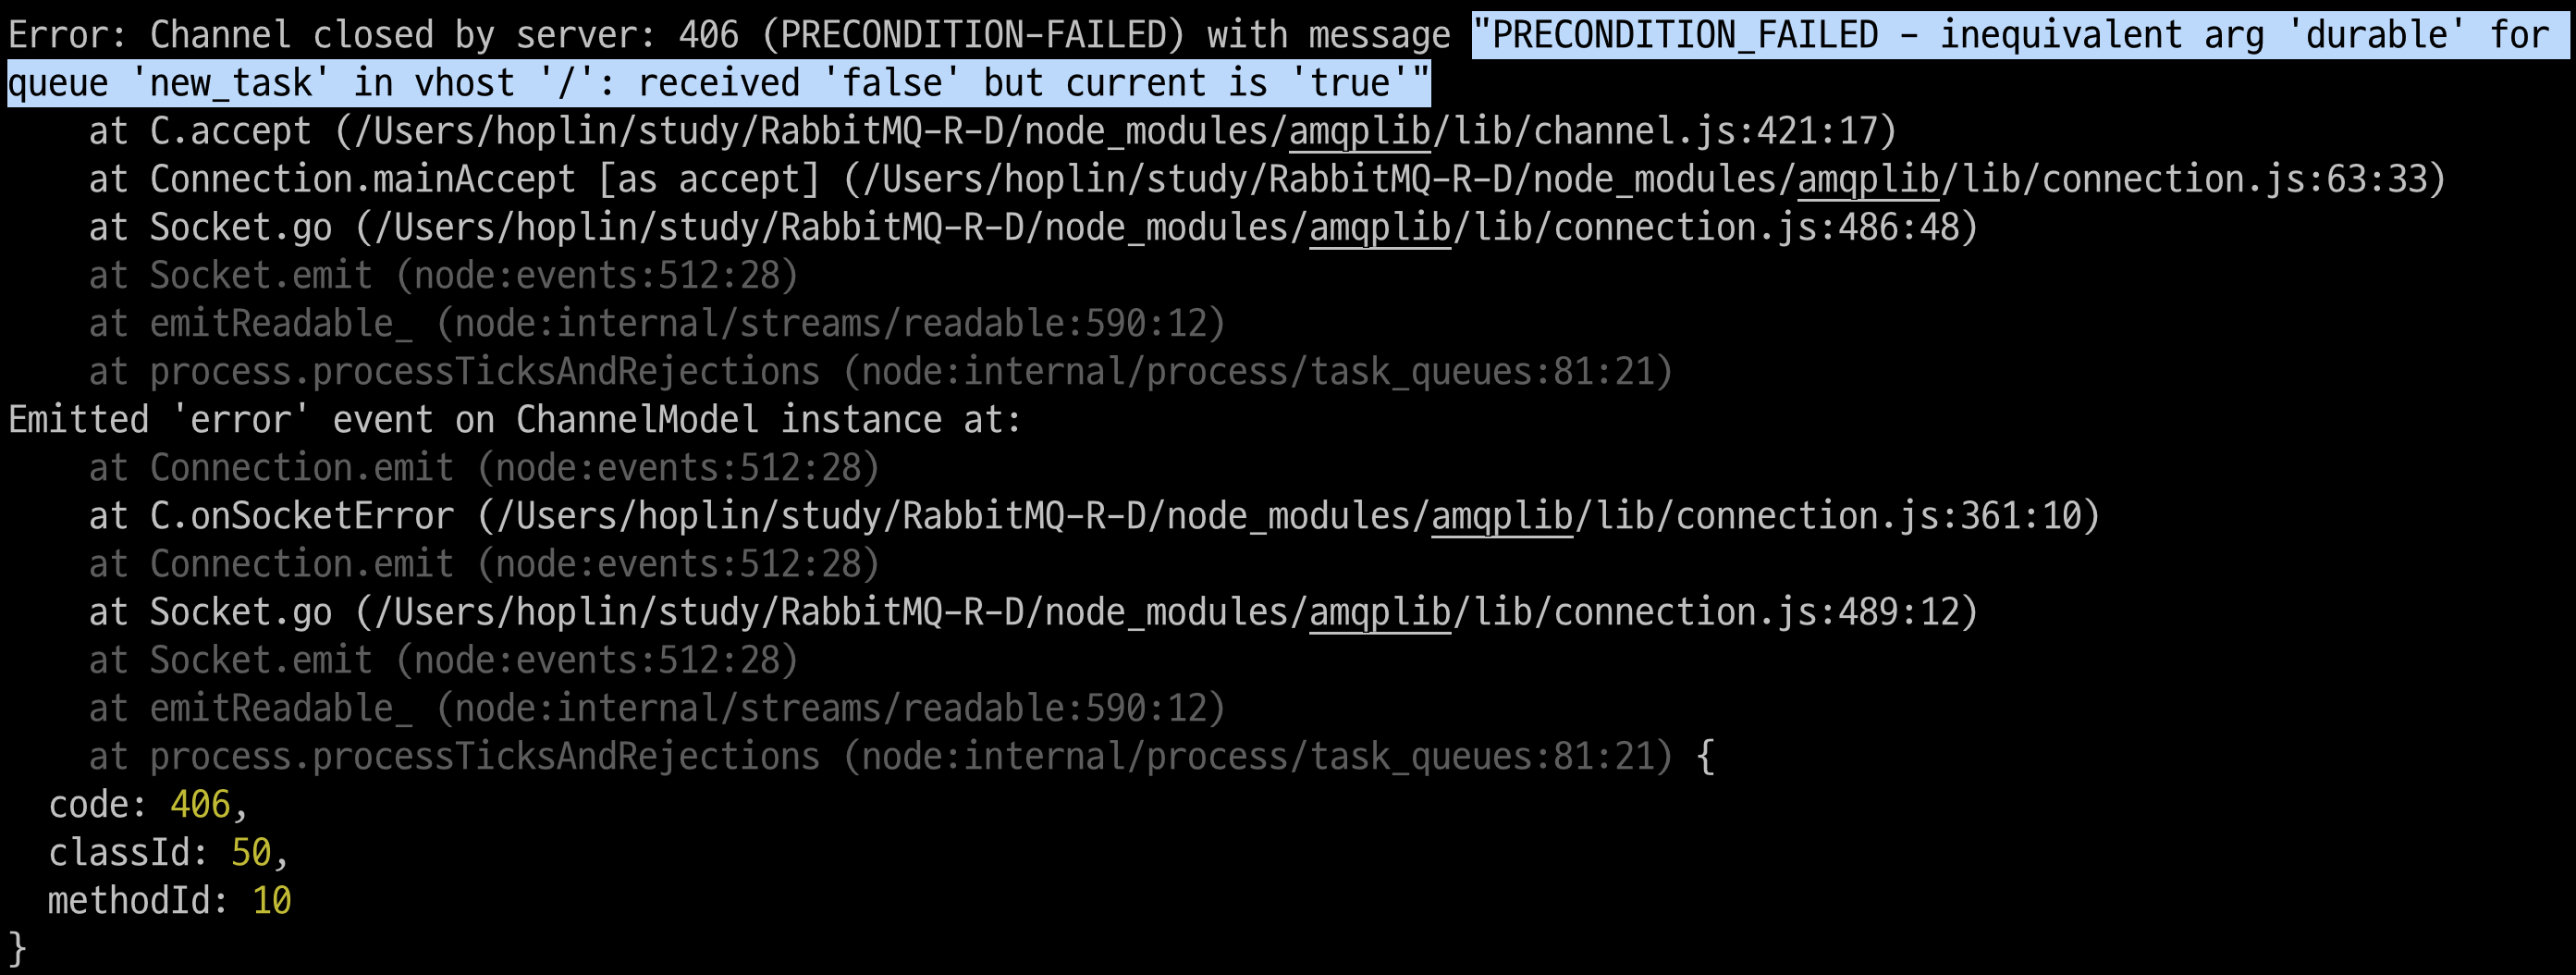 Error: Channel closed by server: 406 (PRECONDITION-FAILED) with message "PRECONDITION_FAILED - inequivalent arg 'durable' for
queue 'new_task' in vhost '/': received 'false' but current is 'true'"
    at C.accept (/Users/hoplin/study/RabbitMQ-R-D/node_modules/amqplib/lib/channel.js:421:17)
    at Connection.mainAccept [as accept] (/Users/hoplin/study/RabbitMQ-R-D/node_modules/amqplib/lib/connection.js:63:33)
    at Socket.go (/Users/hoplin/study/RabbitMQ-R-D/node_modules/amqplib/lib/connection.js:486:48)
    at Socket.emit (node:events:512:28)
    at emitReadable_ (node:internal/streams/readable:590:12)
    at process.processTicksAndRejections (node:internal/process/task_queues:81:21)
Emitted 'error' event on ChannelModel instance at:
    at Connection.emit (node:events:512:28)
    at C.onSocketError (/Users/hoplin/study/RabbitMQ-R-D/node_modules/amqplib/lib/connection.js:361:10)
    at Connection.emit (node:events:512:28)
    at Socket.go (/Users/hoplin/study/RabbitMQ-R-D/node_modules/amqplib/lib/connection.js:489:12)
    at Socket.emit (node:events:512:28)
    at emitReadable_ (node:internal/streams/readable:590:12)
    at process.processTicksAndRejections (node:internal/process/task_queues:81:21) {
  code: 406,
  classId: 50,
  methodId: 10
}